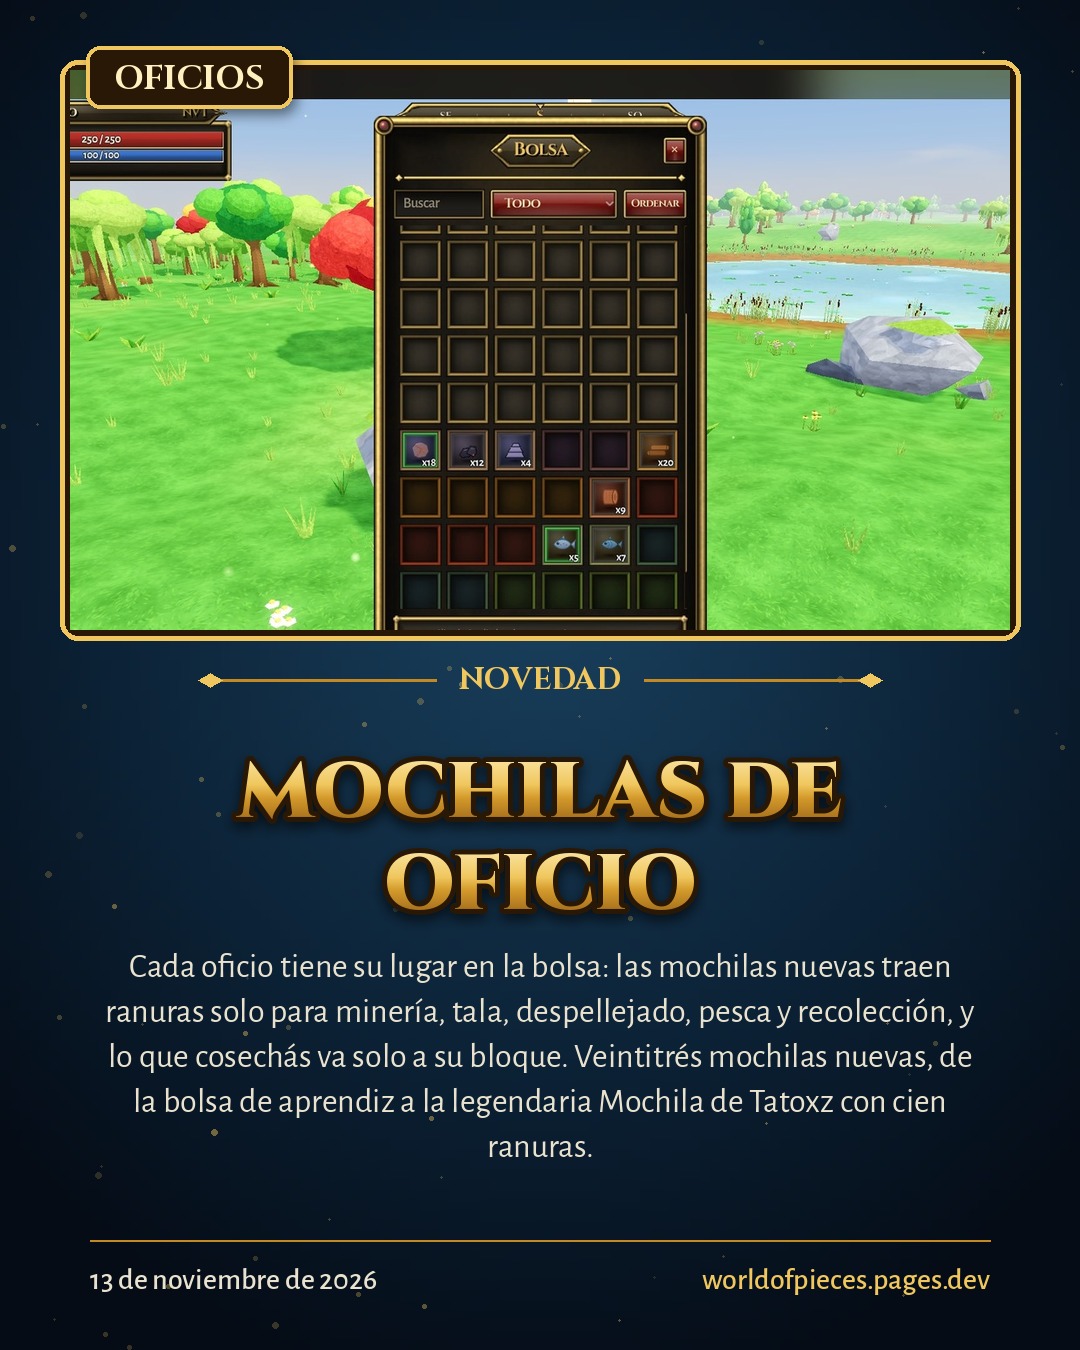 OFICIOS
NV1
250/250
100/100
SE S SO
BOLSA
×
Buscar
TODO
ORDENAR
x18 x12 x4 x20
x9
x5 x7
NOVEDAD
MOCHILAS DE
OFICIO
Cada oficio tiene su lugar en la bolsa: las mochilas nuevas traen
ranuras solo para minería, tala, despellejado, pesca y recolección, y
lo que cosechás va solo a su bloque. Veintitrés mochilas nuevas, de
la bolsa de aprendiz a la legendaria Mochila de Tatoxz con cien
ranuras.
13 de noviembre de 2026
worldofpieces.pages.dev